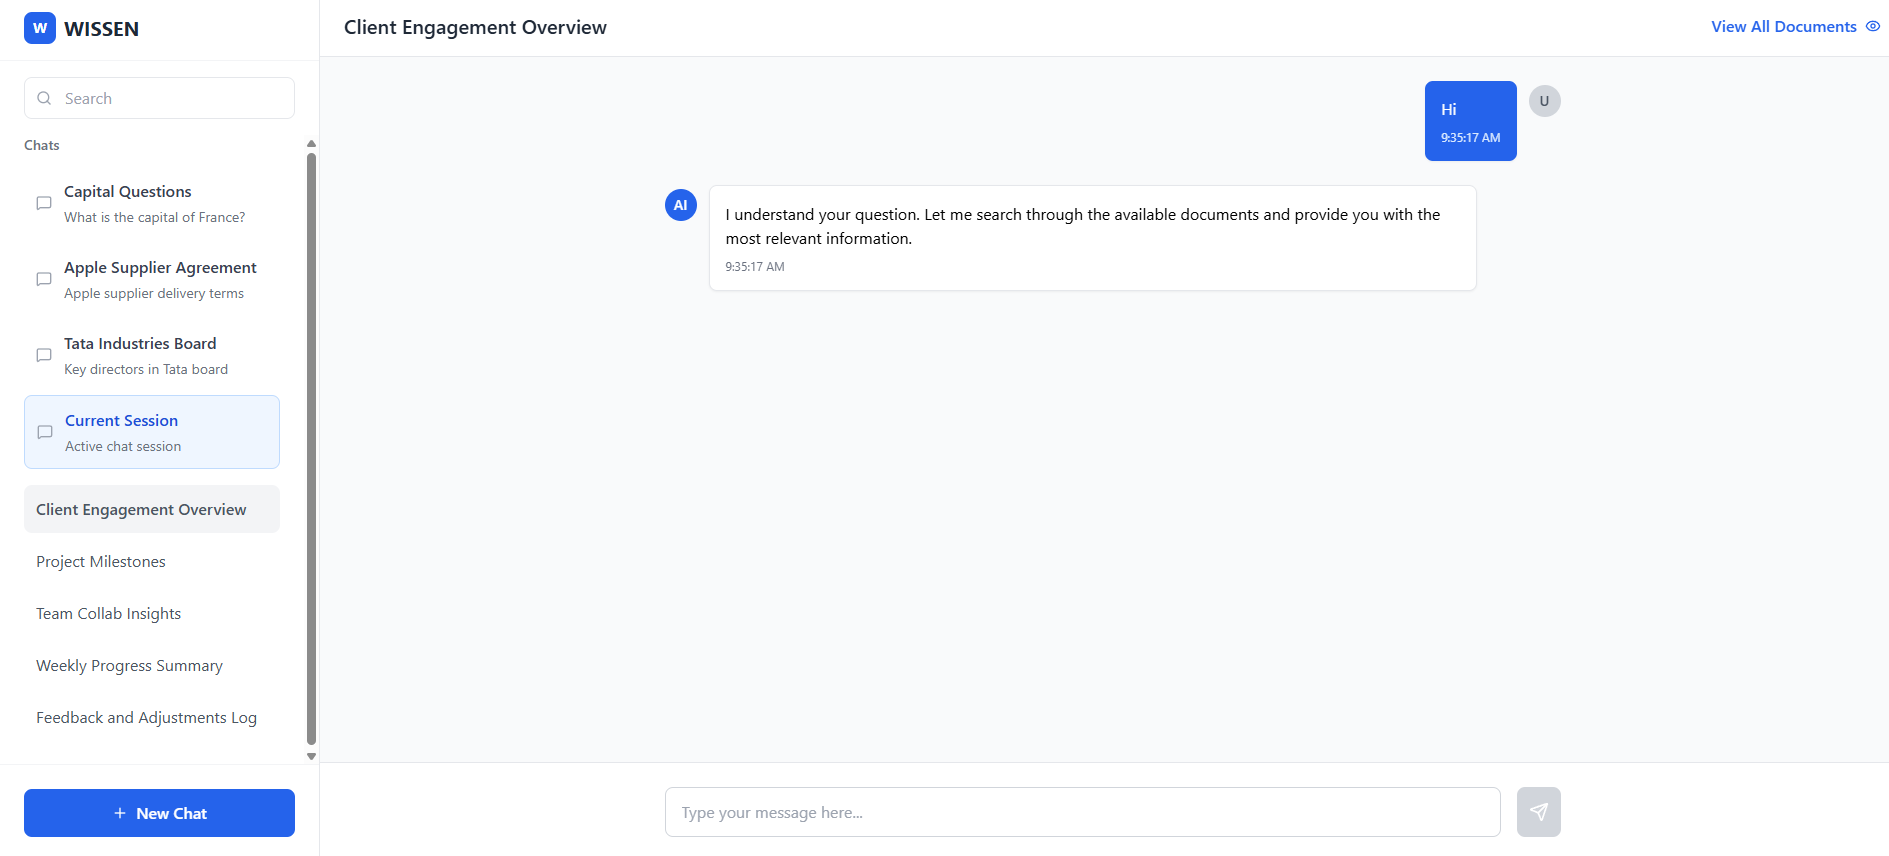 W WISSEN
Search
Chats
Capital Questions
What is the capital of France?
Apple Supplier Agreement
Apple supplier delivery terms
Tata Industries Board
Key directors in Tata board
Current Session
Active chat session
Client Engagement Overview
Project Milestones
Team Collab Insights
Weekly Progress Summary
Feedback and Adjustments Log
+ New Chat
Client Engagement Overview
View All Documents
Hi
9:35:17 AM
U
AI
I understand your question. Let me search through the available documents and provide you with the
most relevant information.
9:35:17 AM
Type your message here...